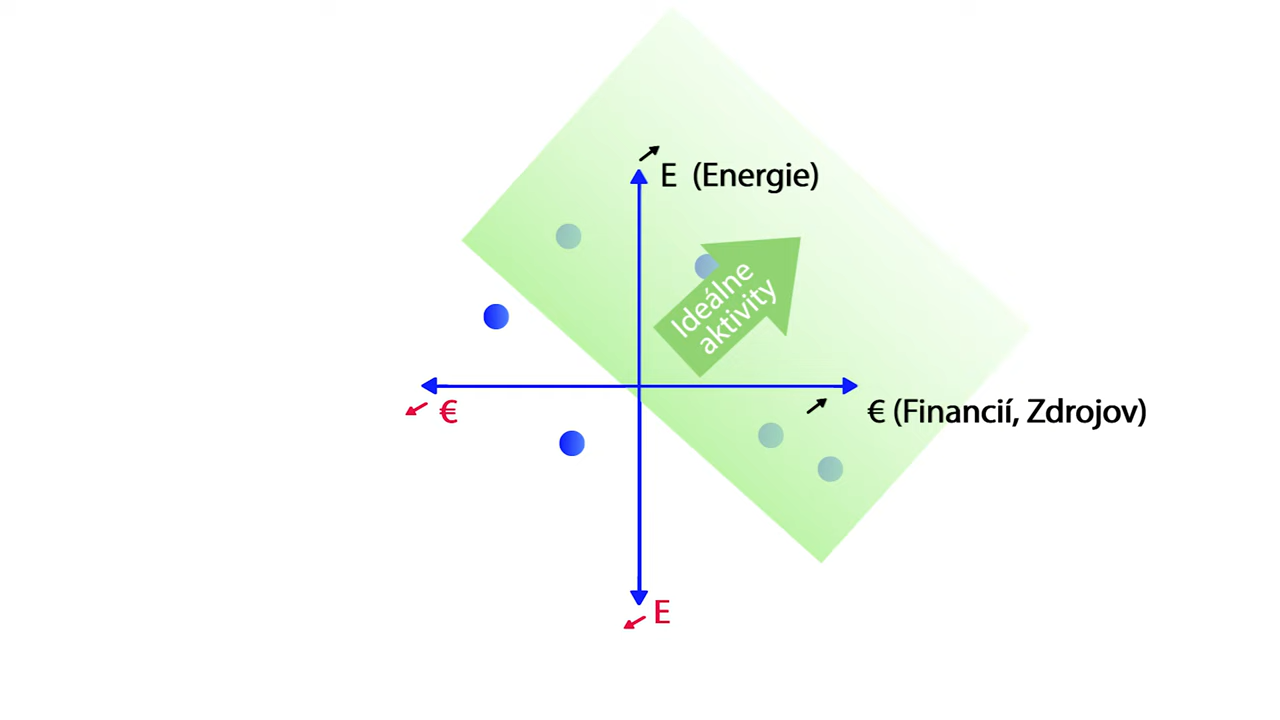 E (Energie)
Ideálne
aktivity
€
€ (Financií, Zdrojov)
E